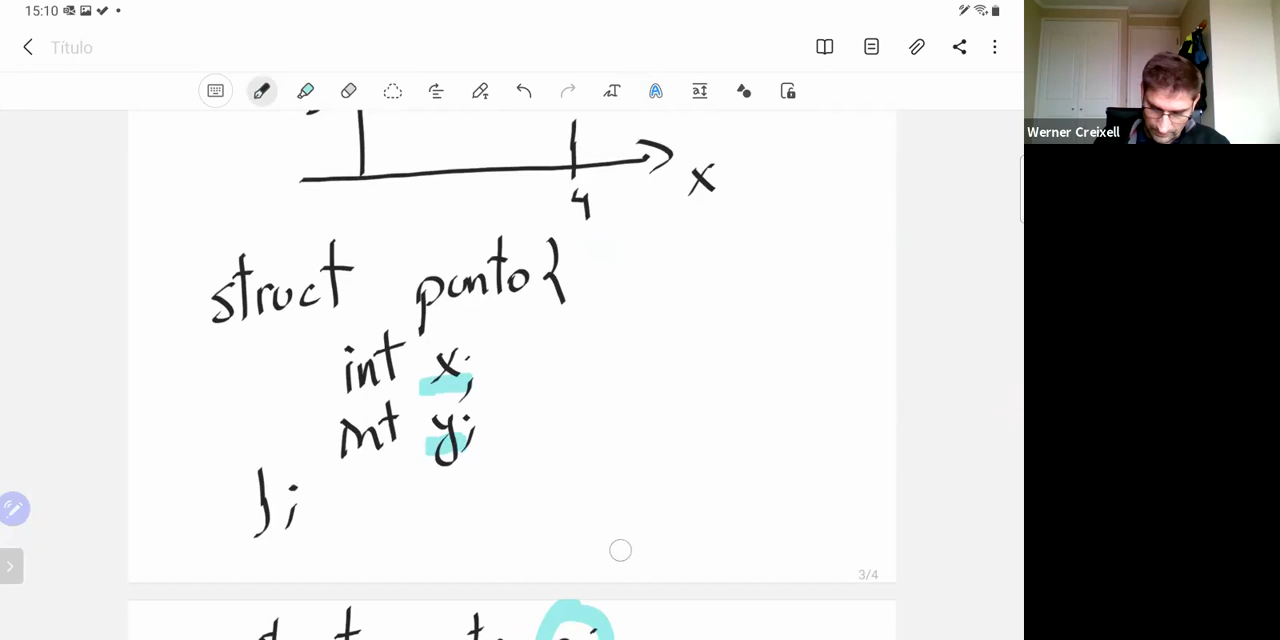 15:10
Título
x
4
struct punto{
int x;
int y;
};
3/4
Werner Creixell